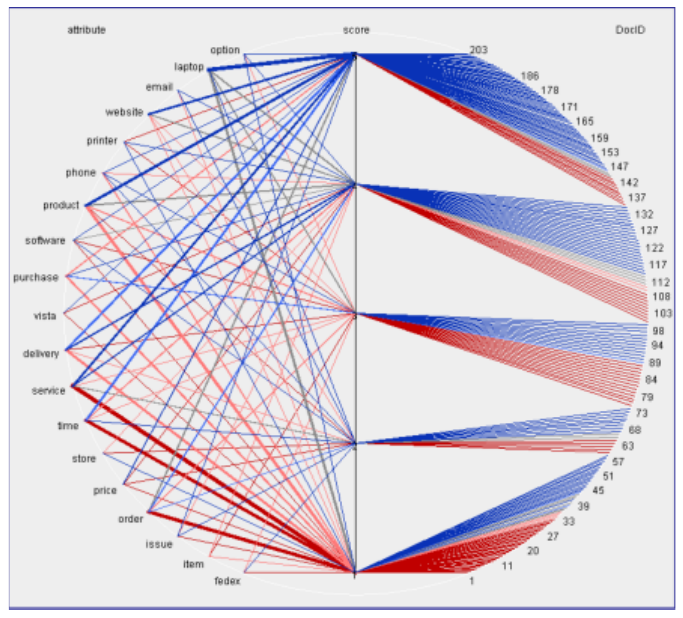 attribute
score
DocID
option
laptop
email
website
printer
phone
product
software
purchase
vista
delivery
service
time
store
price
order
issue
item
fedex
203
186
178
171
165
159
153
147
142
137
132
127
122
117
112
108
103
98
94
89
84
79
73
68
63
57
51
45
39
33
27
20
11
1